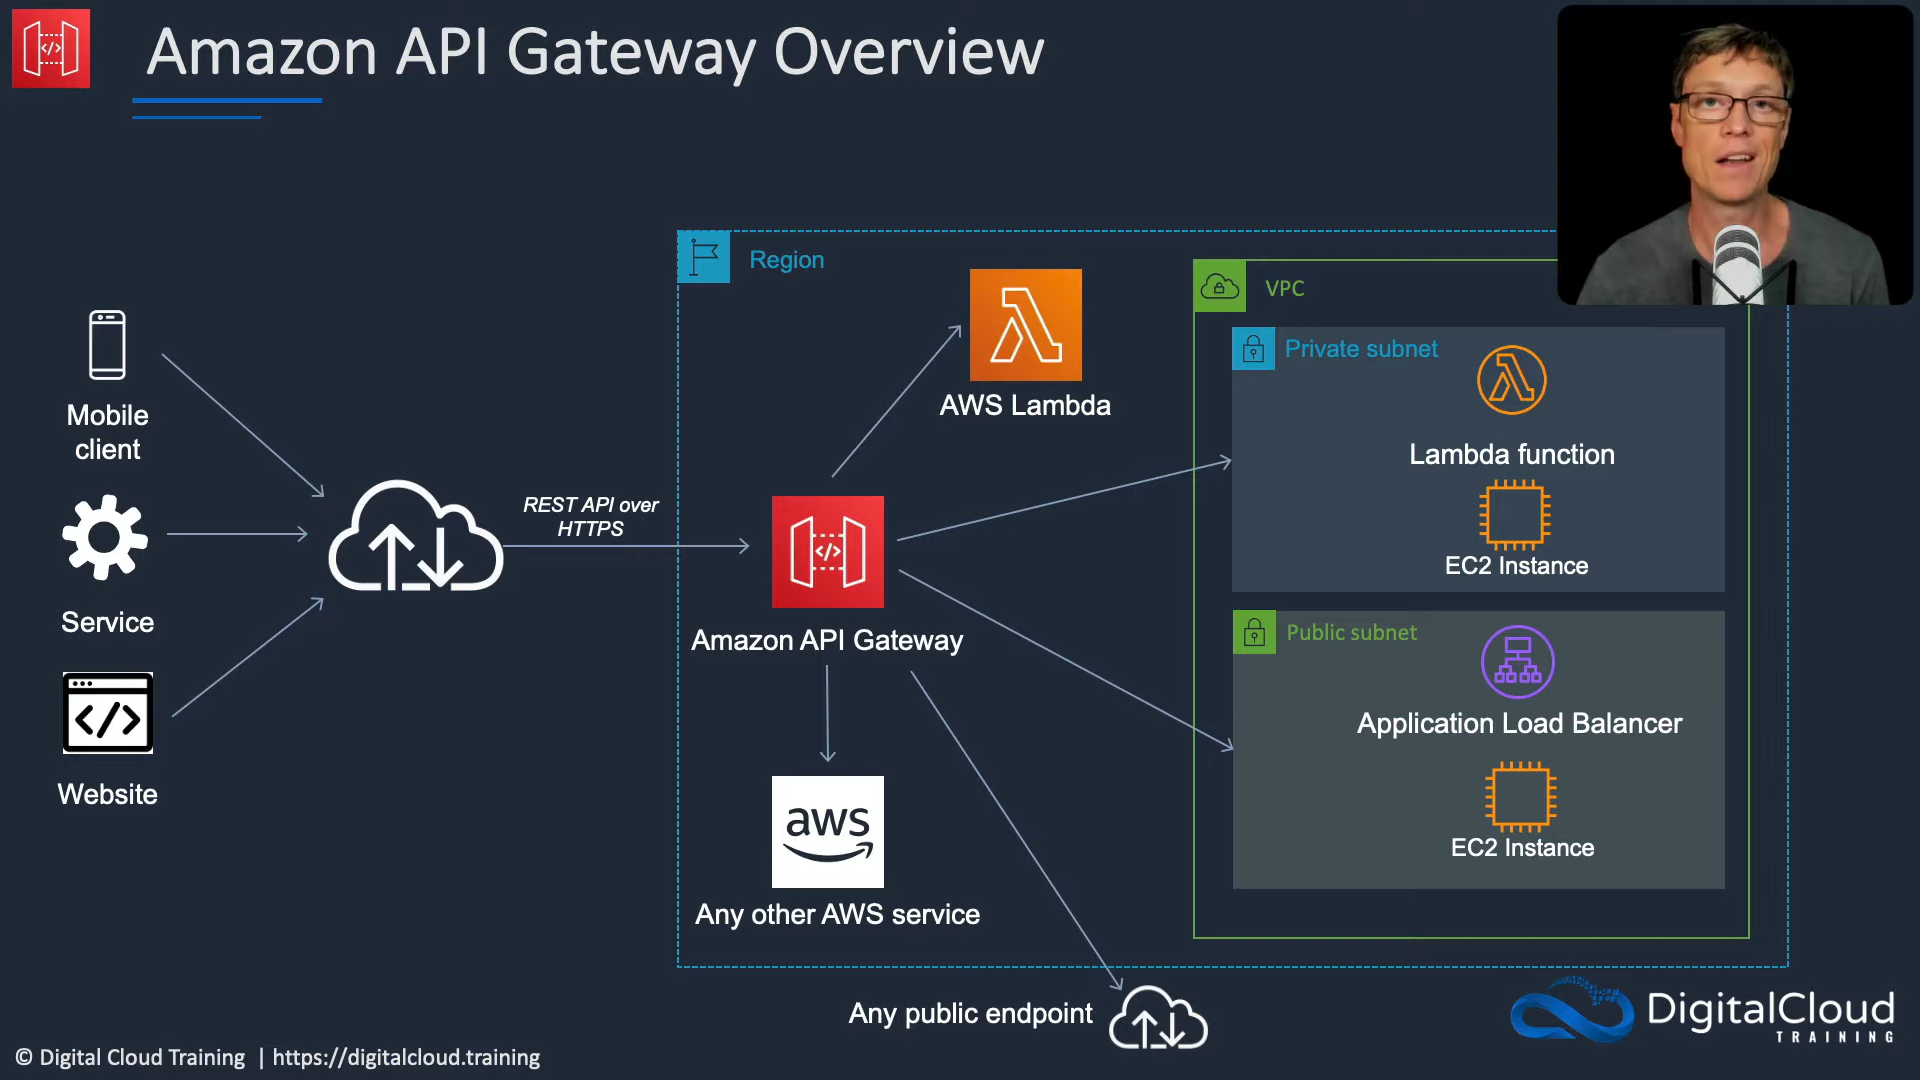 Amazon API Gateway Overview
Region
VPC
Private subnet
Lambda function
EC2 Instance
Public subnet
Application Load Balancer
EC2 Instance
AWS Lambda
Mobile
client
Service
</>
Website
REST API over
HTTPS
</>
Amazon API Gateway
aws
Any other AWS service
Any public endpoint
DigitalCloud
TRAINING
© Digital Cloud Training | https://digitalcloud.training